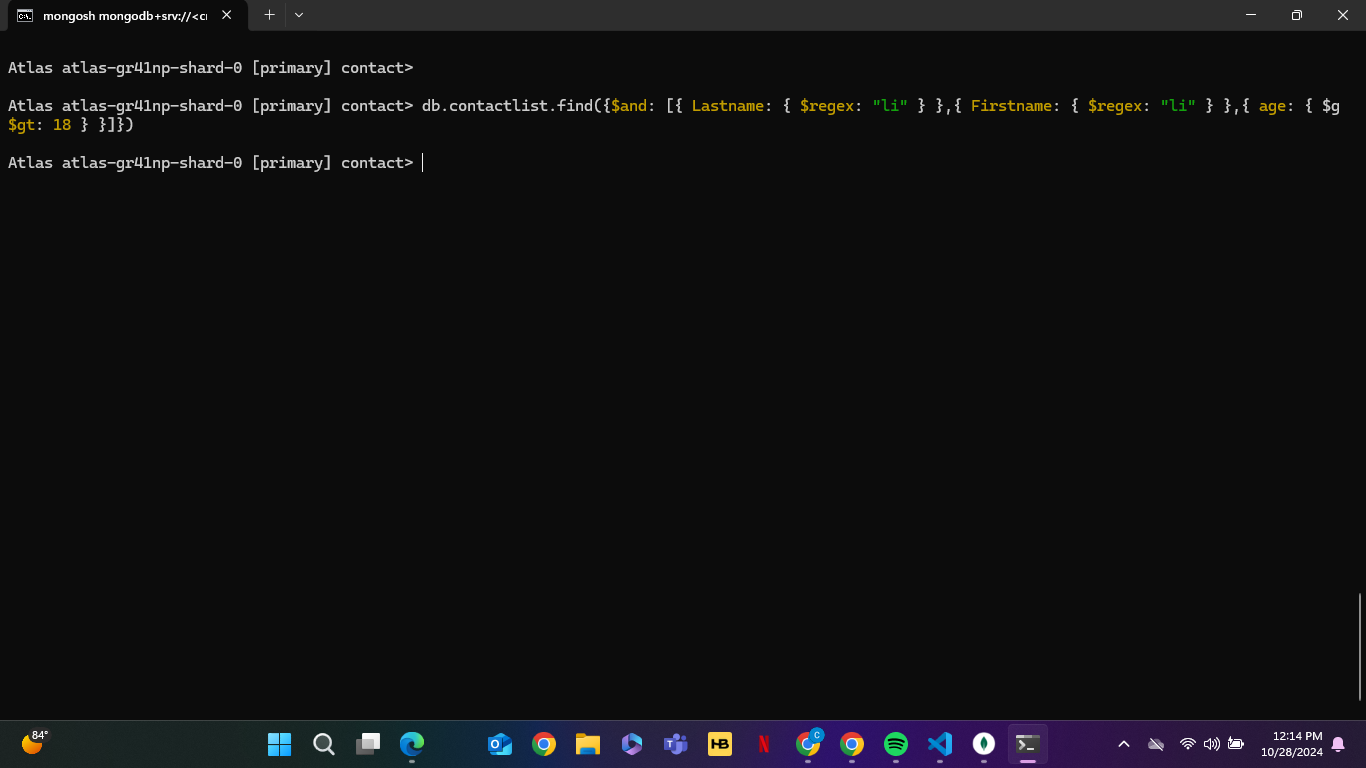 mongosh mongodb+srv://<cr
Atlas atlas-gr41np-shard-0 [primary] contact>
Atlas atlas-gr41np-shard-0 [primary] contact> db.contactlist.find({$and: [{ Lastname: { $regex: "li" } },{ Firstname: { $regex: "li" } },{ age: { $g
$gt: 18 } }]})
Atlas atlas-gr41np-shard-0 [primary] contact>
84°
HB
N
C
12:14 PM
10/28/2024